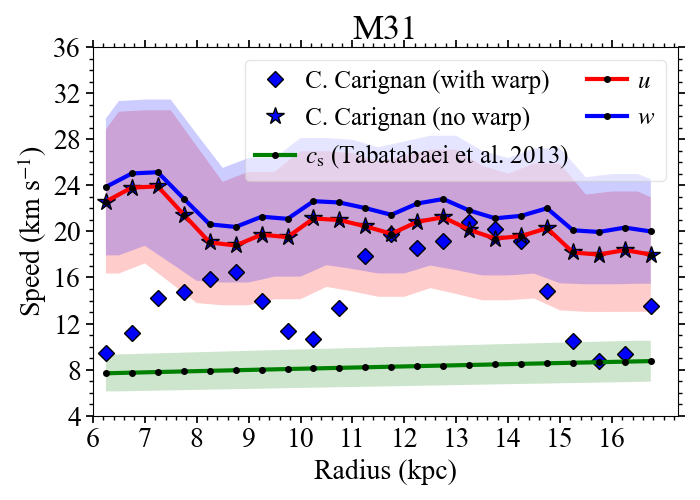 M31
Speed (km s⁻¹)
36
32
28
24
20
16
12
8
4
C. Carignan (with warp)
C. Carignan (no warp)
cₛ (Tabatabaei et al. 2013)
u
w
6 7 8 9 10 11 12 13 14 15 16
Radius (kpc)